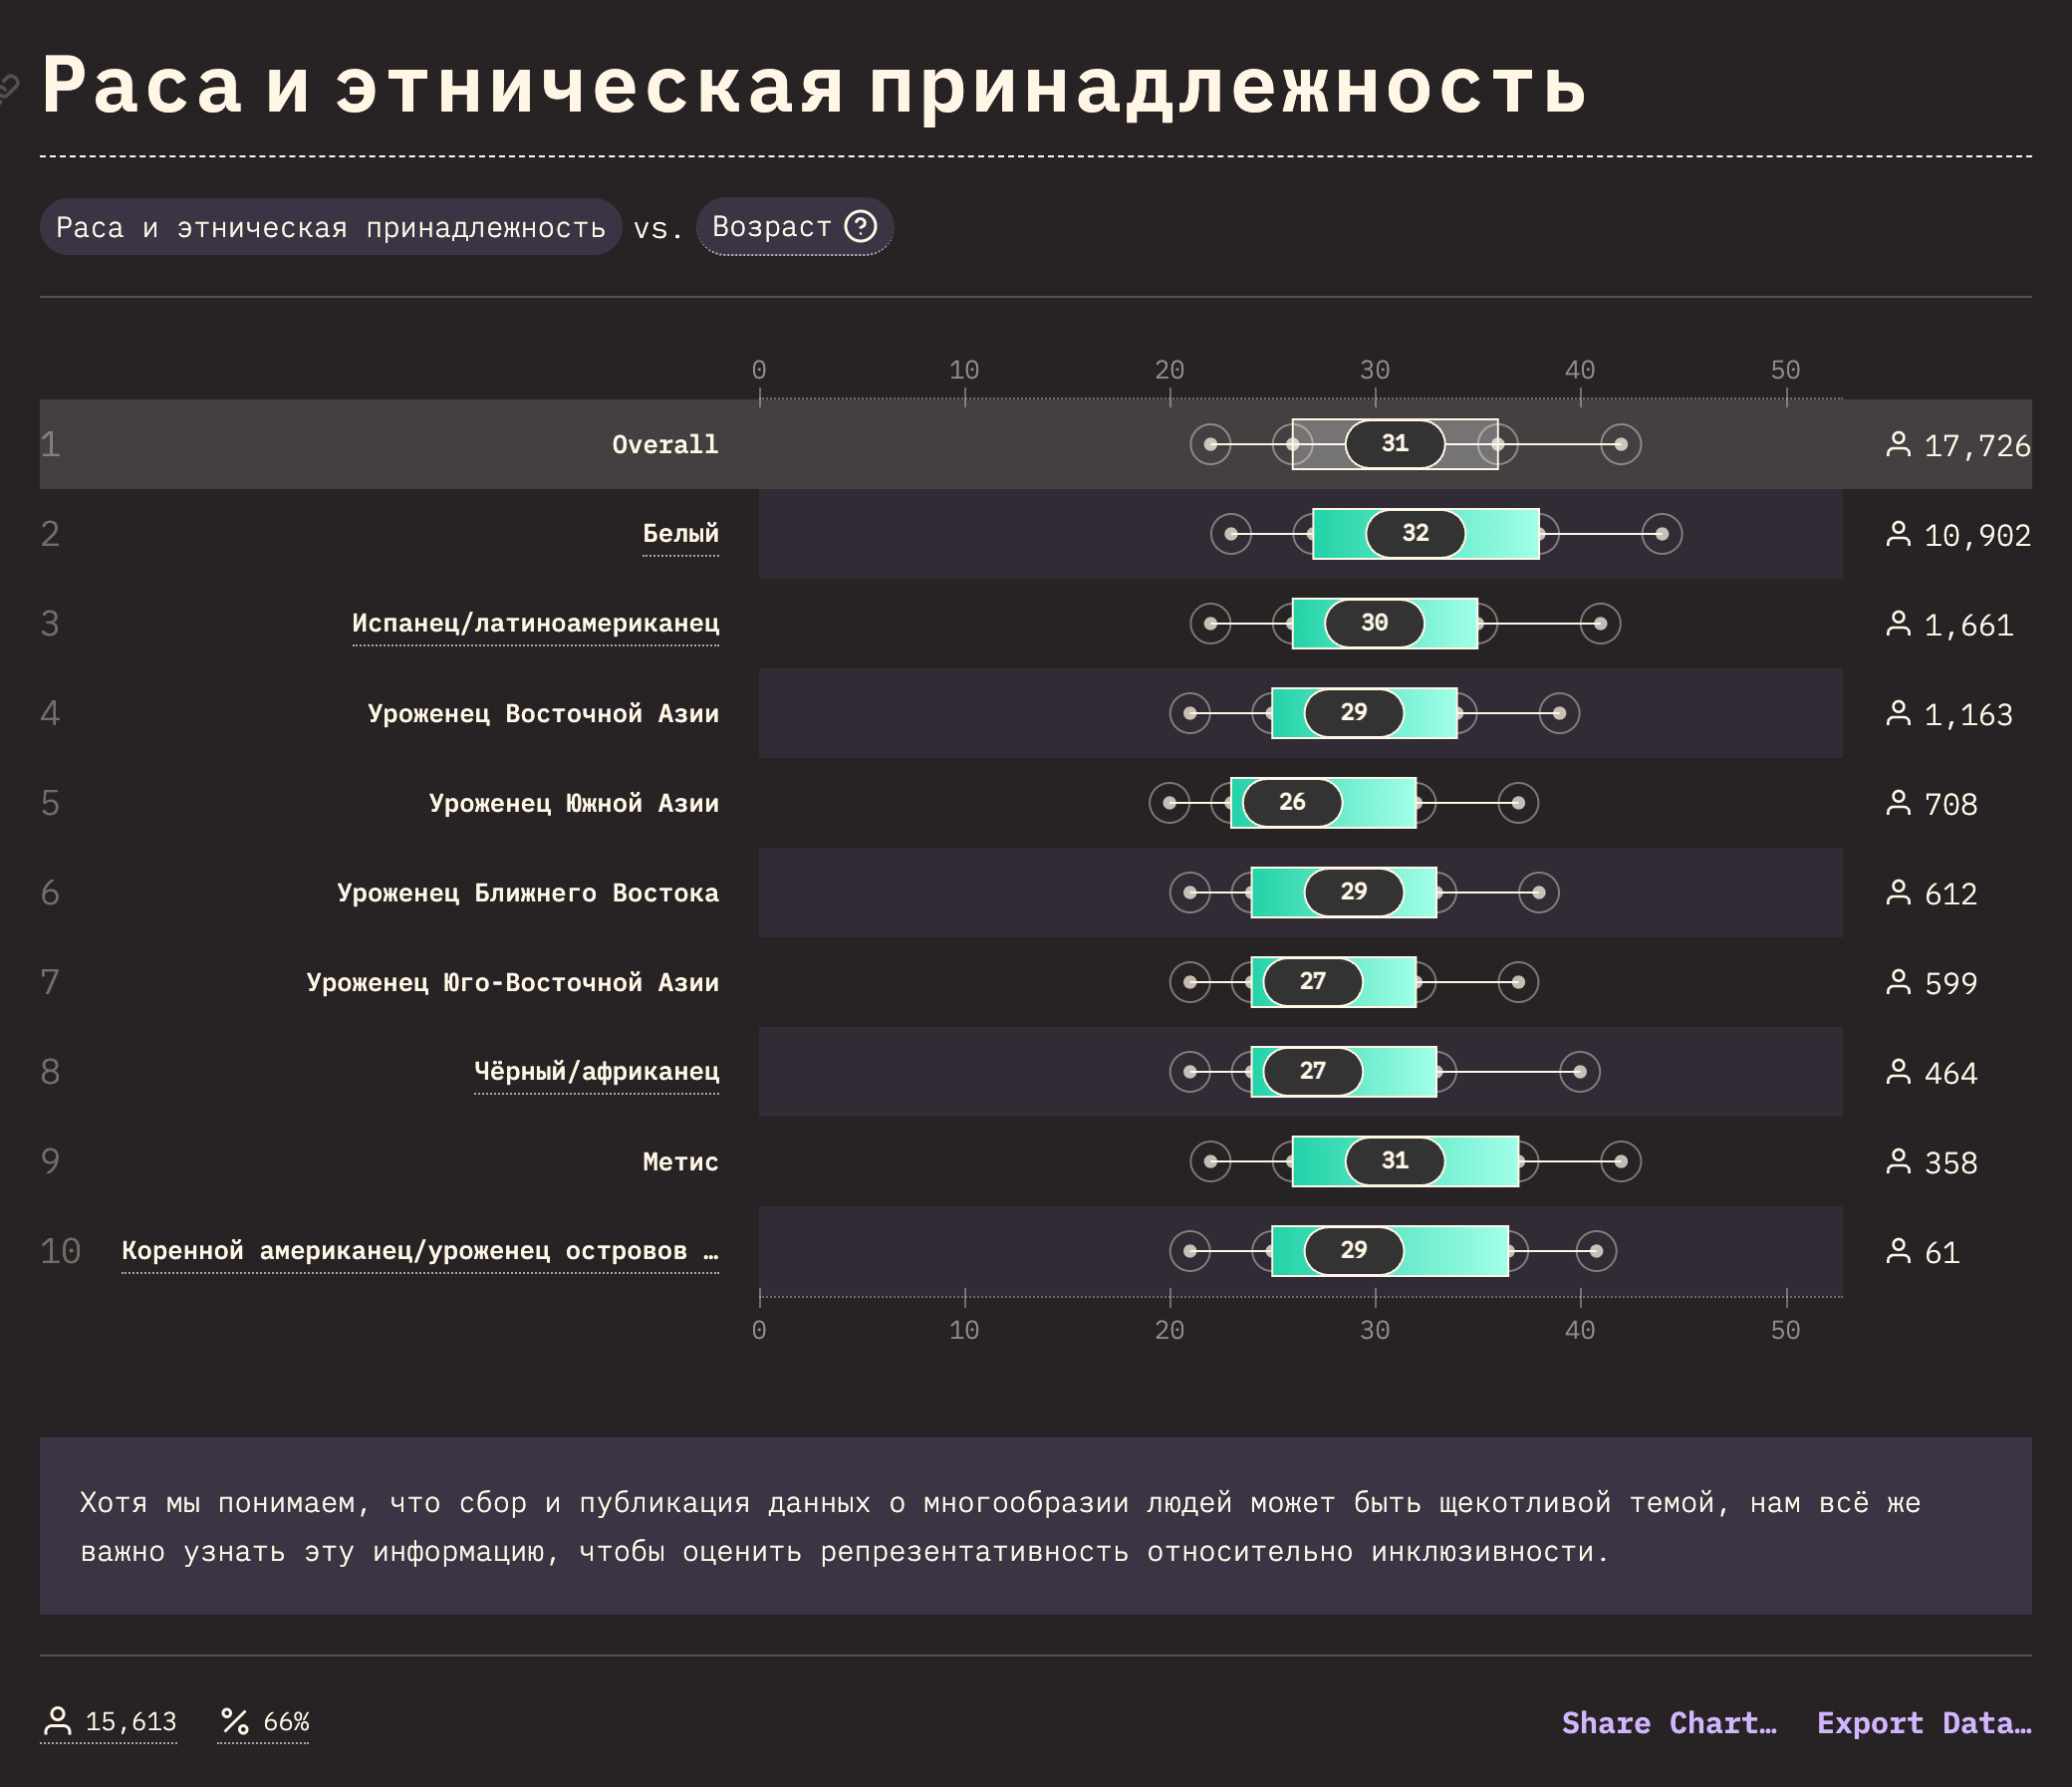 Раса и этническая принадлежность
Раса и этническая принадлежность vs. Возраст
0 10 20 30 40 50
1 Overall 31 17,726
2 Белый 32 10,902
3 Испанец/латиноамериканец 30 1,661
4 Уроженец Восточной Азии 29 1,163
5 Уроженец Южной Азии 26 708
6 Уроженец Ближнего Востока 29 612
7 Уроженец Юго-Восточной Азии 27 599
8 Чёрный/африканец 27 464
9 Метис 31 358
10 Коренной американец/уроженец островов … 29 61
0 10 20 30 40 50
Хотя мы понимаем, что сбор и публикация данных о многообразии людей может быть щекотливой темой, нам всё же
важно узнать эту информацию, чтобы оценить репрезентативность относительно инклюзивности.
15,613 66% Share Chart… Export Data…